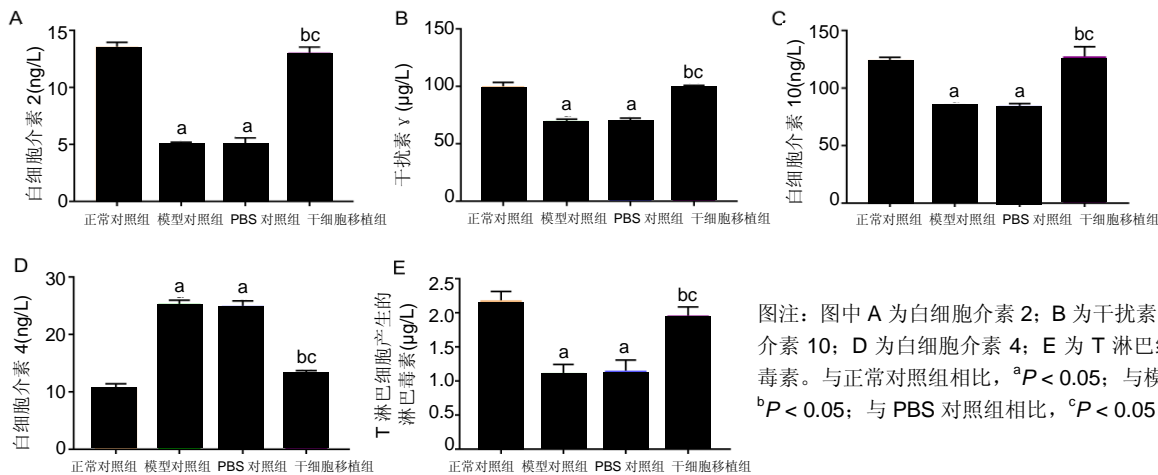 A
白细胞介素 2(ng/L)
15
10
5
0
a
a
bc
正常对照组 模型对照组 PBS 对照组 干细胞移植组
B
干扰素 γ (μg/L)
150
100
50
0
a
a
bc
正常对照组 模型对照组 PBS 对照组 干细胞移植组
C
白细胞介素 10(ng/L)
150
100
50
0
a
a
bc
正常对照组 模型对照组 PBS 对照组 干细胞移植组
D
白细胞介素 4(ng/L)
30
20
10
0
a
a
bc
正常对照组 模型对照组 PBS 对照组 干细胞移植组
E
T 淋巴细胞产生的
淋巴毒素(μg/L)
2.5
2.0
1.5
1.0
0.5
0
a
a
bc
正常对照组 模型对照组 PBS 对照组 干细胞移植组
图注：图中 A 为白细胞介素 2；B 为干扰素
介素 10；D 为白细胞介素 4；E 为 T 淋巴
毒素。与正常对照组相比，ᵃP < 0.05；与模
ᵇP < 0.05；与 PBS 对照组相比，ᶜP < 0.05